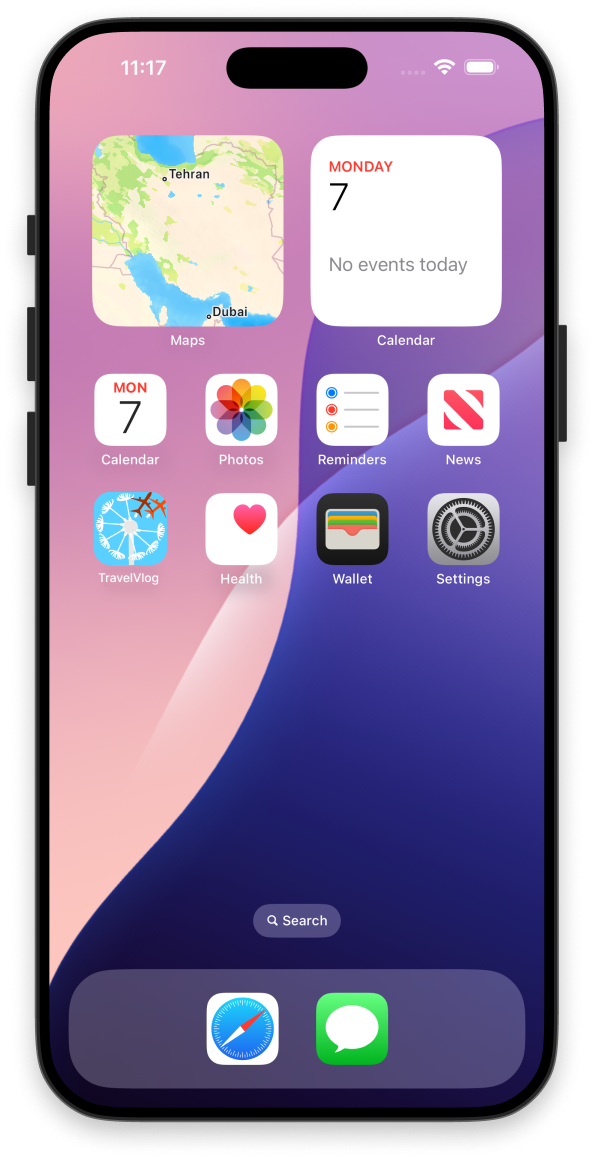 11:17
Tehran
Dubai
Maps
MONDAY
7
No events today
Calendar
MON
7
Calendar
Photos
Reminders
News
TravelVlog
Health
Wallet
Settings
Search